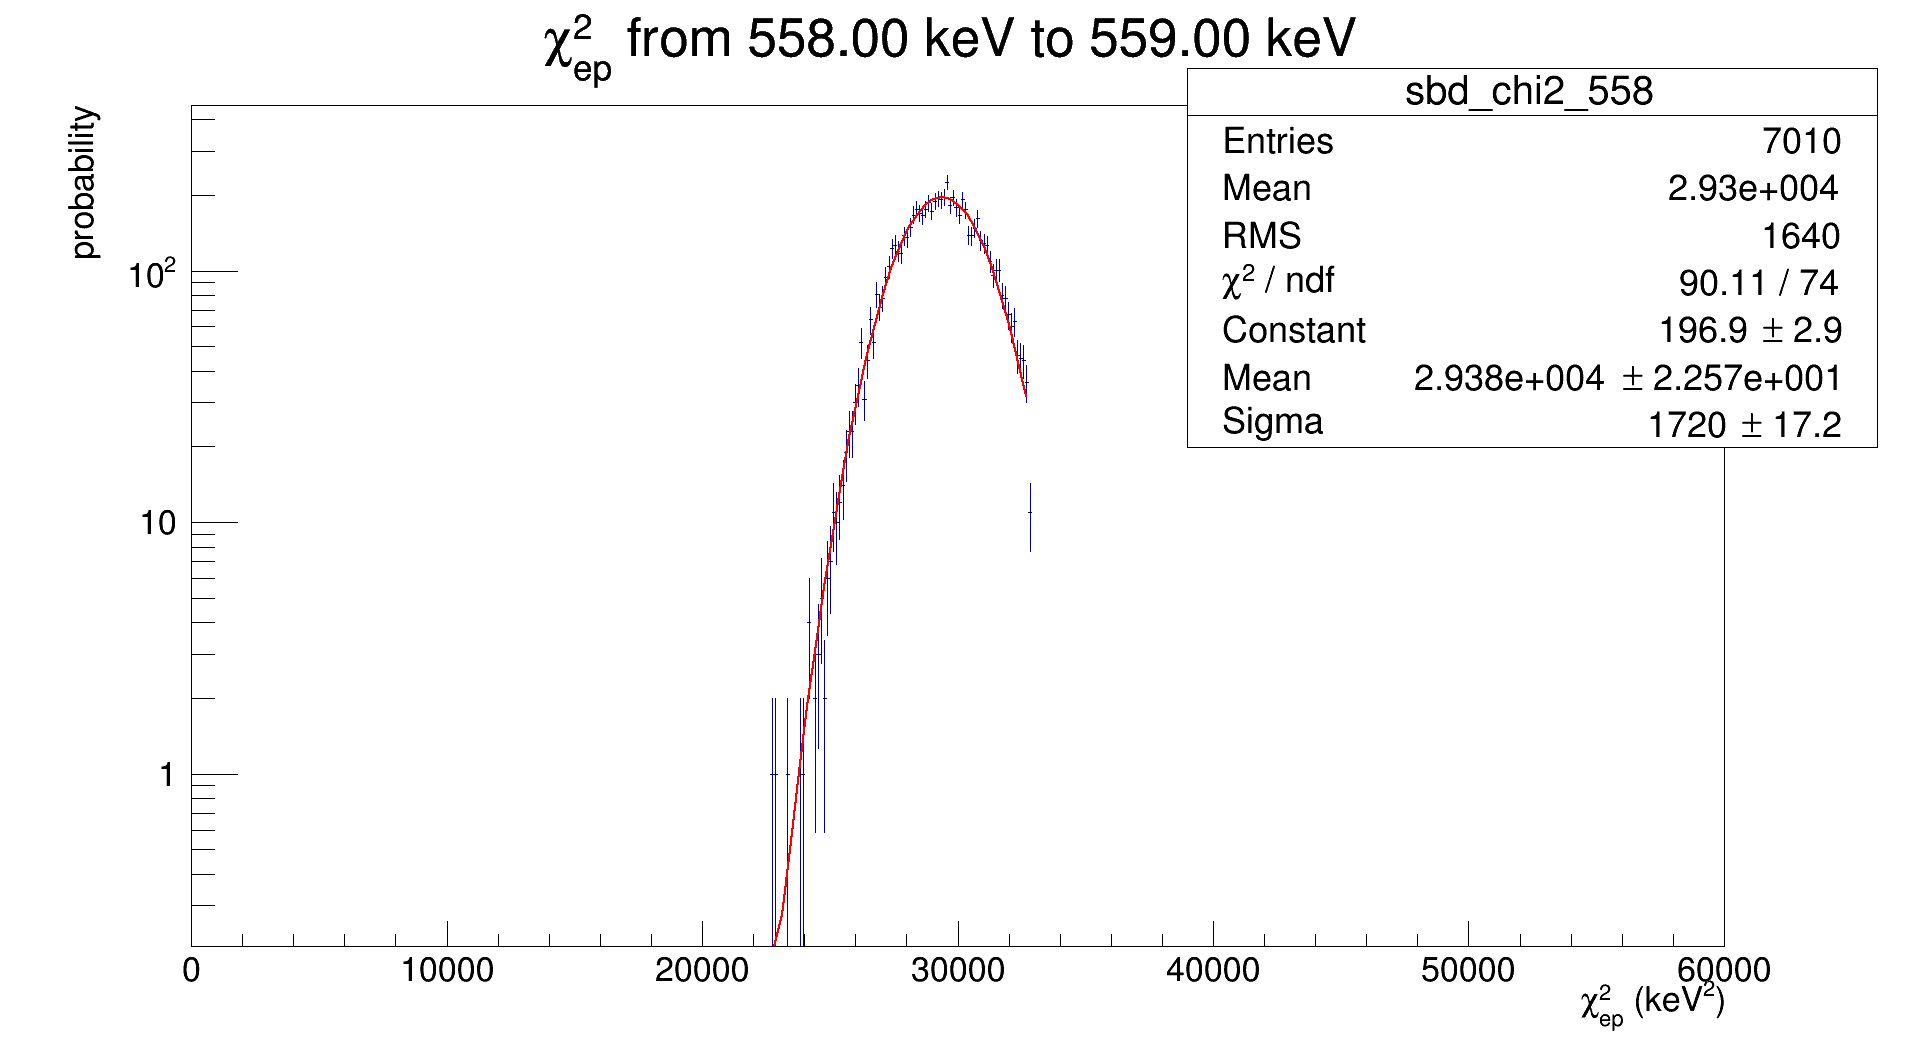 χ²ep from 558.00 keV to 559.00 keV
sbd_chi2_558
Entries 7010
Mean 2.93e+004
RMS 1640
χ² / ndf 90.11 / 74
Constant 196.9 ± 2.9
Mean 2.938e+004 ± 2.257e+001
Sigma 1720 ± 17.2
probability
10²
10
1
0 10000 20000 30000 40000 50000 60000
χ²ep (keV²)